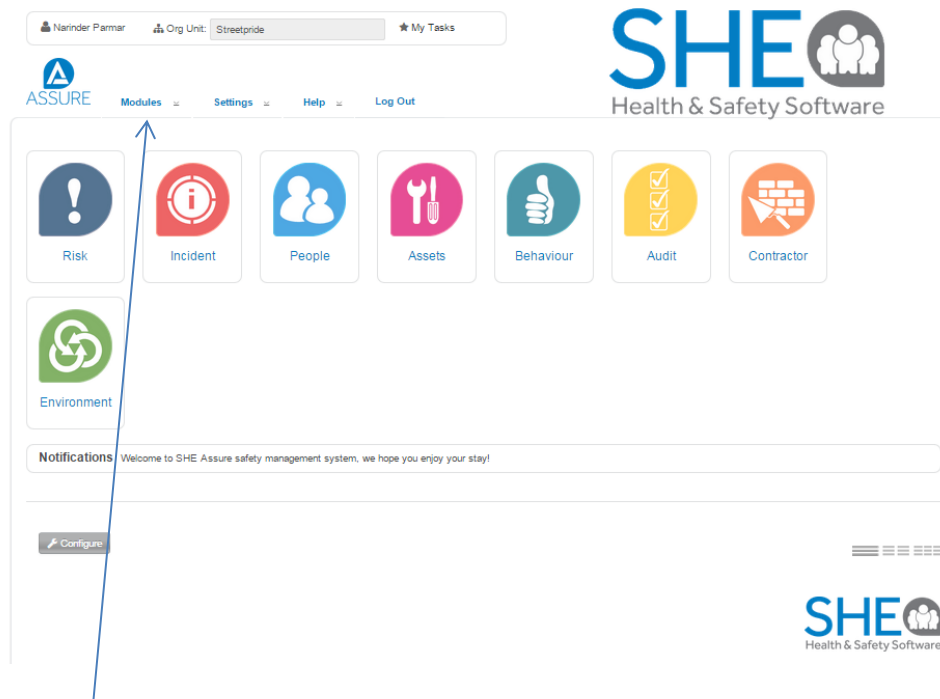 Narinder Parmar Org Unit: Streetpride My Tasks
SHE
Health & Safety Software
ASSURE
Modules Settings Help Log Out
Risk Incident People Assets Behaviour Audit Contractor
Environment
Notifications Welcome to SHE Assure safety management system, we hope you enjoy your stay!
Configure
SHE
Health & Safety Software